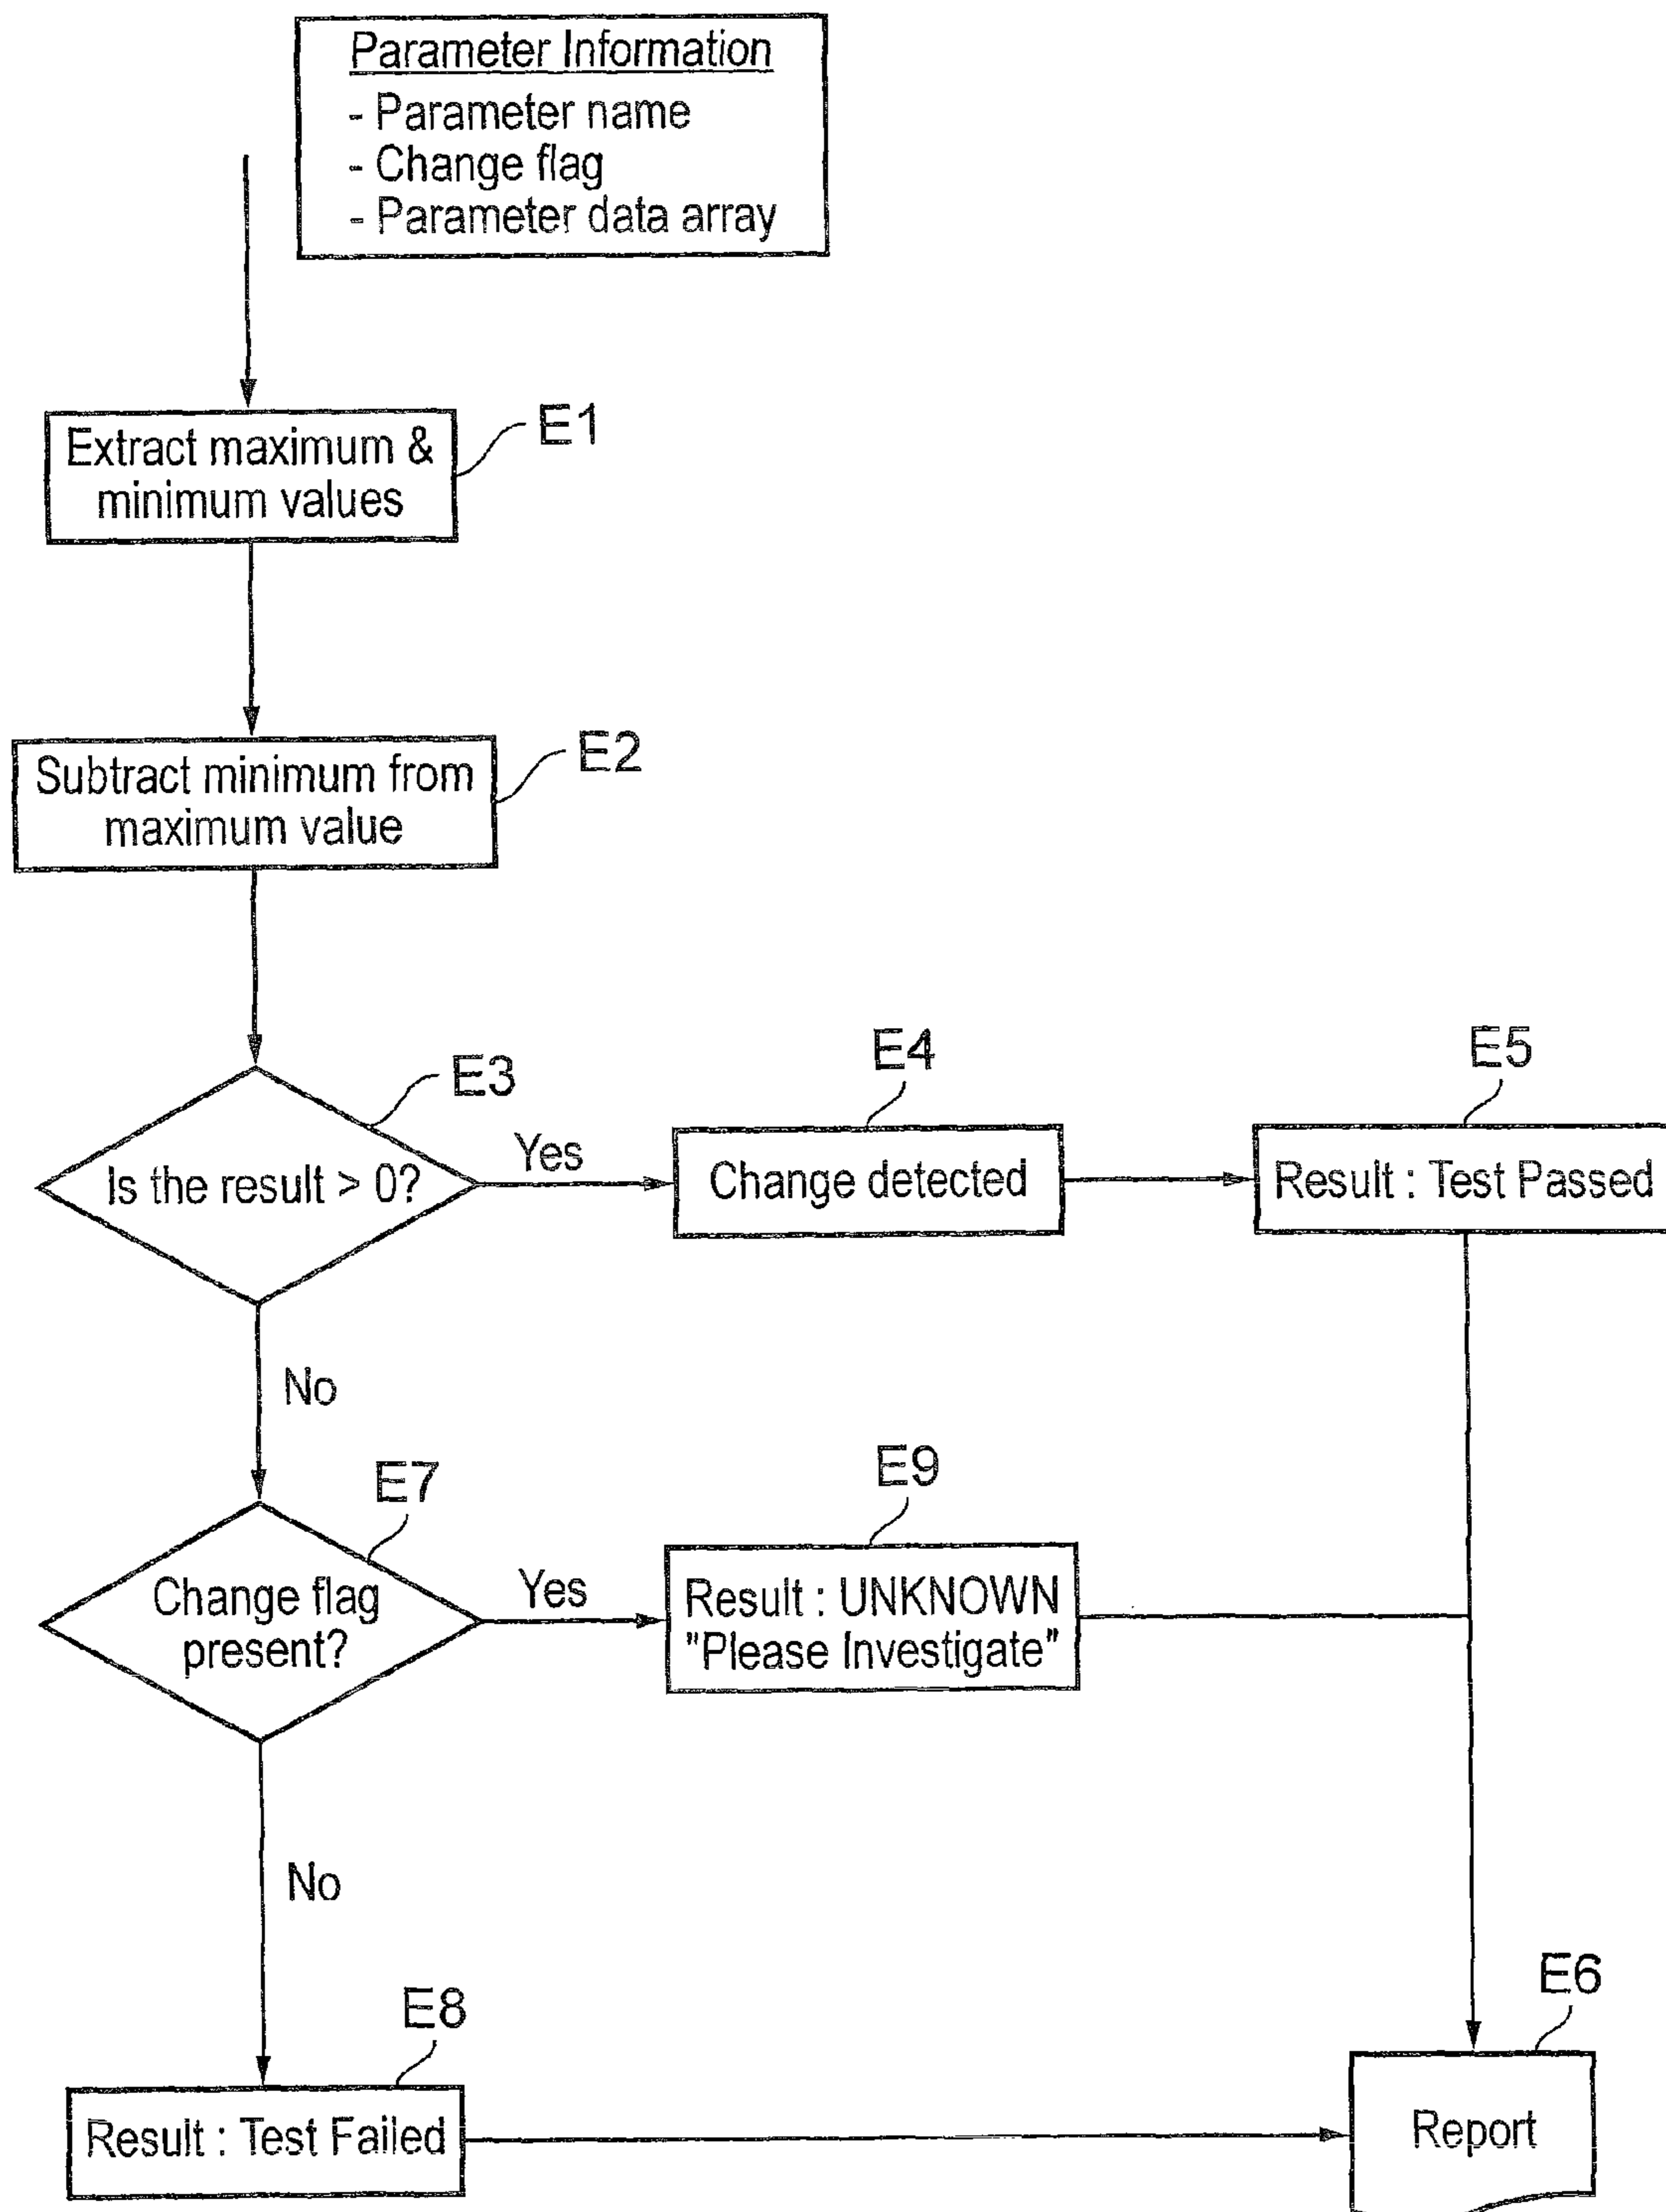 Parameter Information
- Parameter name
- Change flag
- Parameter data array
E1
Extract maximum &
minimum values
E2
Subtract minimum from
maximum value
E3
Is the result > 0?
Yes
E4
Change detected
E5
Result : Test Passed
No
E7
Change flag
present?
Yes
E9
Result : UNKNOWN
"Please Investigate"
No
E8
Result : Test Failed
E6
Report